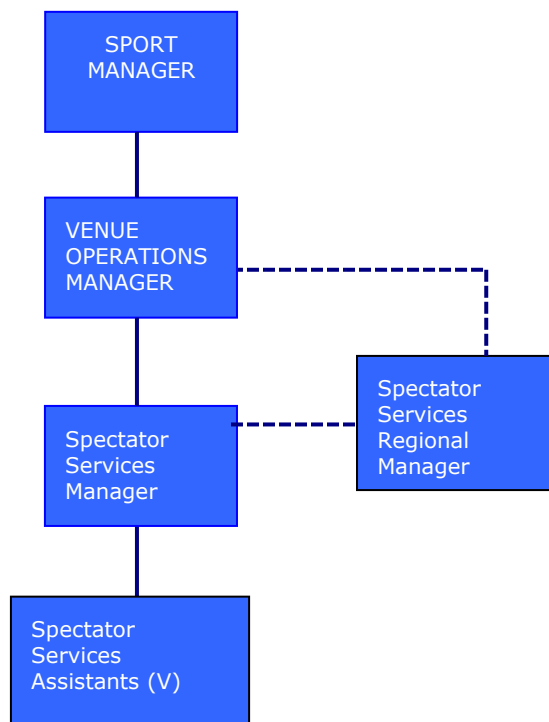 SPORT
MANAGER
VENUE
OPERATIONS
MANAGER
Spectator
Services
Regional
Manager
Spectator
Services
Manager
Spectator
Services
Assistants (V)